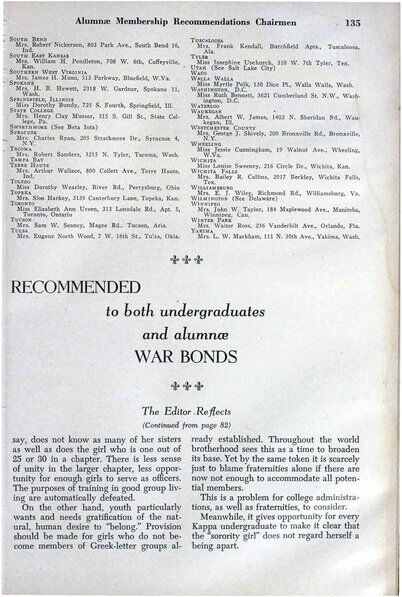 Alumnæ Membership Recommendations Chairmen 135
SOUTH BEND
Mrs. Robert Nickerson, 803 Park Ave., South Bend 16,
Ind.
SOUTH EAST KANSAS
Mrs. William H. Pendleton, 708 W. 6th, Coffeyville,
Kan.
SOUTHERN WEST VIRGINIA
Mrs. James H. Mann, 513 Parkway, Bluefield, W.Va.
SPOKANE
Mrs. H. B. Hewett, 2318 W. Gardner, Spokane 11,
Wash.
SPRINGFIELD, ILLINOIS
Miss Dorothy Bundy, 725 S. Fourth, Springfield, Ill.
STATE COLLEGE
Mrs. Henry Clay Musser, 315 S. Gill St., State Col-
lege, Pa.
SWARTHMORE (See Beta Iota)
SYRACUSE
Mrs. Charles Ryan, 205 Strathmore Dr., Syracuse 4,
N.Y.
TACOMA
Mrs. Robert Sanders, 3215 N. Tyler, Tacoma, Wash.
TAMPA BAY
TERRE HAUTE
Mrs. Arthur Wallace, 800 Collett Ave., Terre Haute,
Ind.
TOLEDO
Miss Dorothy Wearley, River Rd., Perrysburg, Ohio
TOPEKA
Mrs. Sloo Harkey, 3139 Canterbury Lane, Topeka, Kan.
TORONTO
Miss Elizabeth Ann Ursen, 313 Lonsdale Rd., Apt. 5,
Toronto, Ontario
TUCSON
Mrs. Sam W. Seaney, Magee Rd., Tucson, Ariz.
TULSA
Mrs. Eugene North Wood, 7 W. 18th St., Tulsa, Okla.
TUSCALOOSA
Mrs. Frank Kendall, Burchfield Apts., Tuscaloosa,
Ala.
TYLER
Miss Josephine Urchurch, 310 W. 7th Tyler, Tex.
UTAH (See Salt Lake City)
WACO
WALLA WALLA
Miss Myrtle Polk, 130 Dice Pl., Walla Walla, Wash.
WASHINGTON, D.C.
Miss Ruth Bennett, 3621 Cumberland St. N.W., Wash-
ington, D.C.
WATERLOO
WAUKEGAN
Mrs. Albert W. James, 1402 N. Sheridan Rd., Wau-
kegan, Ill.
WESTCHESTER COUNTY
Mrs. George J. Shively, 200 Bronxville Rd., Bronxville,
N.Y.
WHEELING
Miss Jessie Cunningham, 19 Walnut Ave., Wheeling,
W.Va.
WICHITA
Miss Louise Sweeney, 216 Circle Dr., Wichita, Kan.
WICHITA FALLS
Mrs. Bailey R. Collins, 2017 Berkley, Wichita Falls,
Tex.
WILLIAMSBURG
Mrs. E. J. Wiley, Richmond Rd., Williamsburg, Va.
WILMINGTON (See Delaware)
WINNIPEG
Mrs. John W. Taylor, 184 Maplewood Ave., Manitoba,
Winnipeg, Can.
WINTER PARK
Mrs. Walter Ross, 236 Vanderbilt Ave., Orlando, Fla.
YAKIMA
Mrs. L. W. Markham, 111 N. 30th Ave., Yakima, Wash.
RECOMMENDED
to both undergraduates
and alumnæ
WAR BONDS
The Editor Reflects
(Continued from page 82)
say, does not know as many of her sisters
as well as does the girl who is one out of
25 or 30 in a chapter. There is less sense
of unity in the larger chapter, less oppor-
tunity for enough girls to serve as officers.
The purposes of training in good group liv-
ing are automatically defeated.
On the other hand, youth particularly
wants and needs gratification of the nat-
ural, human desire to "belong." Provision
should be made for girls who do not be-
come members of Greek-letter groups al-
ready established. Throughout the world
brotherhood sees this as a time to broaden
its base. Yet by the same token it is scarcely
just to blame fraternities alone if there are
now not enough to accommodate all poten-
tial members.
This is a problem for college administra-
tions, as well as fraternities, to consider.
Meanwhile, it gives opportunity for every
Kappa undergraduate to make it clear that
the "sorority girl" does not regard herself a
being apart.